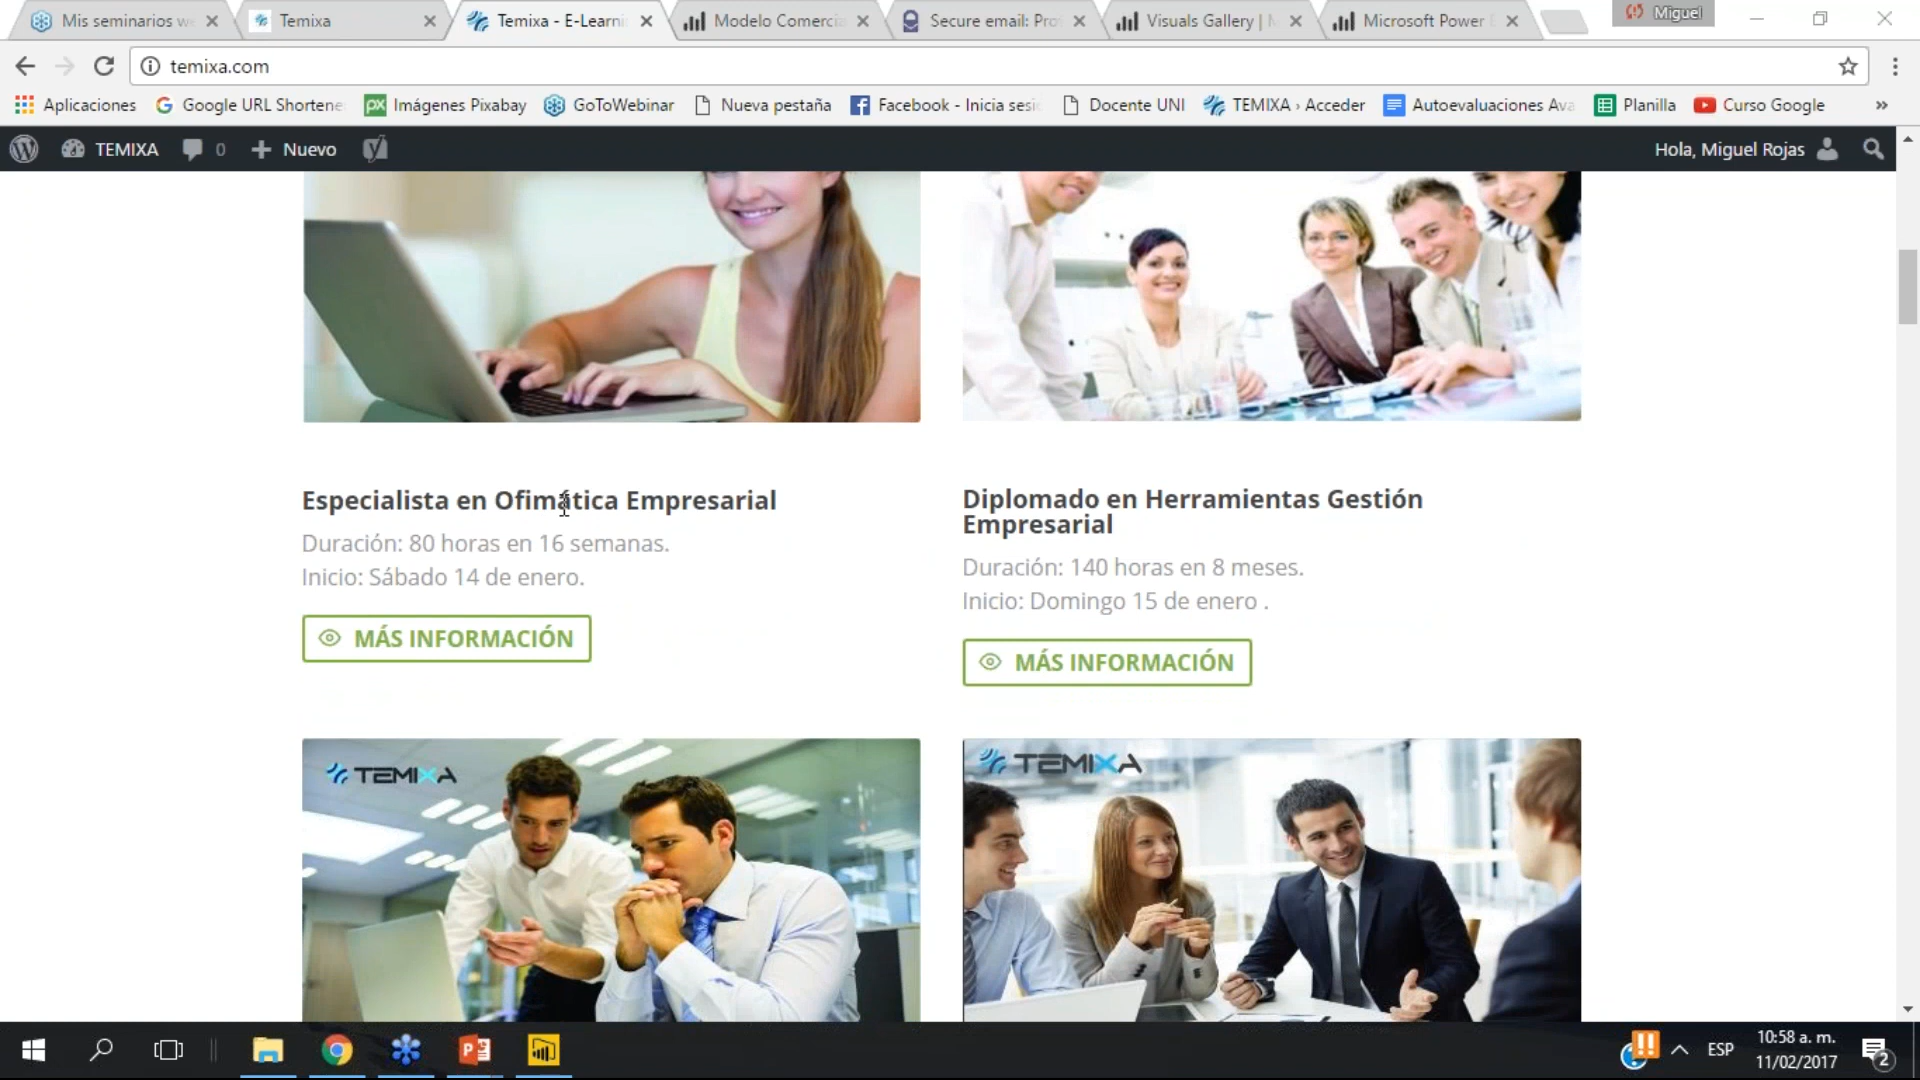 Mis seminarios we
Temixa
Temixa - E-Learni
Modelo Comercia
Secure email: Pro
Visuals Gallery | M
Microsoft Power
Miguel
temixa.com
Aplicaciones
Google URL Shortene
px Imágenes Pixabay
GoToWebinar
Nueva pestaña
Facebook - Inicia sesi
Docente UNI
TEMIXA › Acceder
Autoevaluaciones Ava
Planilla
Curso Google
»
TEMIXA
0
Nuevo
Hola, Miguel Rojas
Especialista en Ofimática Empresarial
Duración: 80 horas en 16 semanas.
Inicio: Sábado 14 de enero.
MÁS INFORMACIÓN
Diplomado en Herramientas Gestión
Empresarial
Duración: 140 horas en 8 meses.
Inicio: Domingo 15 de enero .
MÁS INFORMACIÓN
TEMIXA
TEMIXA
ESP
10:58 a. m.
11/02/2017
2